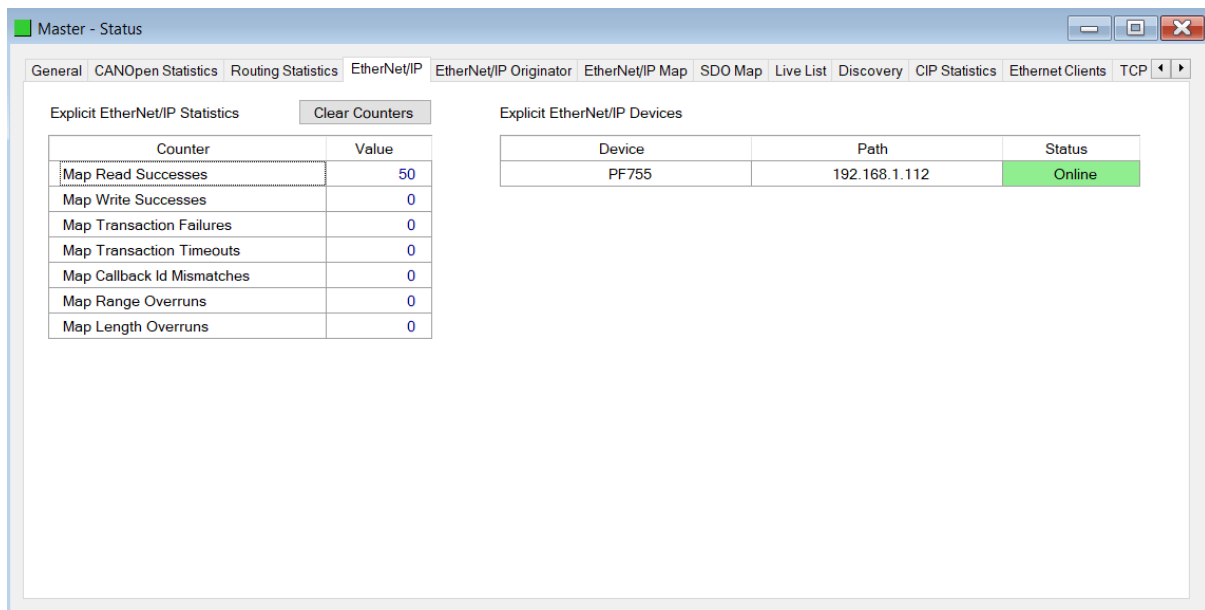 Master - Status
General CANOpen Statistics Routing Statistics EtherNet/IP EtherNet/IP Originator EtherNet/IP Map SDO Map Live List Discovery CIP Statistics Ethernet Clients TCP
Explicit EtherNet/IP Statistics Clear Counters
Counter Value
Map Read Successes 50
Map Write Successes 0
Map Transaction Failures 0
Map Transaction Timeouts 0
Map Callback Id Mismatches 0
Map Range Overruns 0
Map Length Overruns 0
Explicit EtherNet/IP Devices
Device Path Status
PF755 192.168.1.112 Online